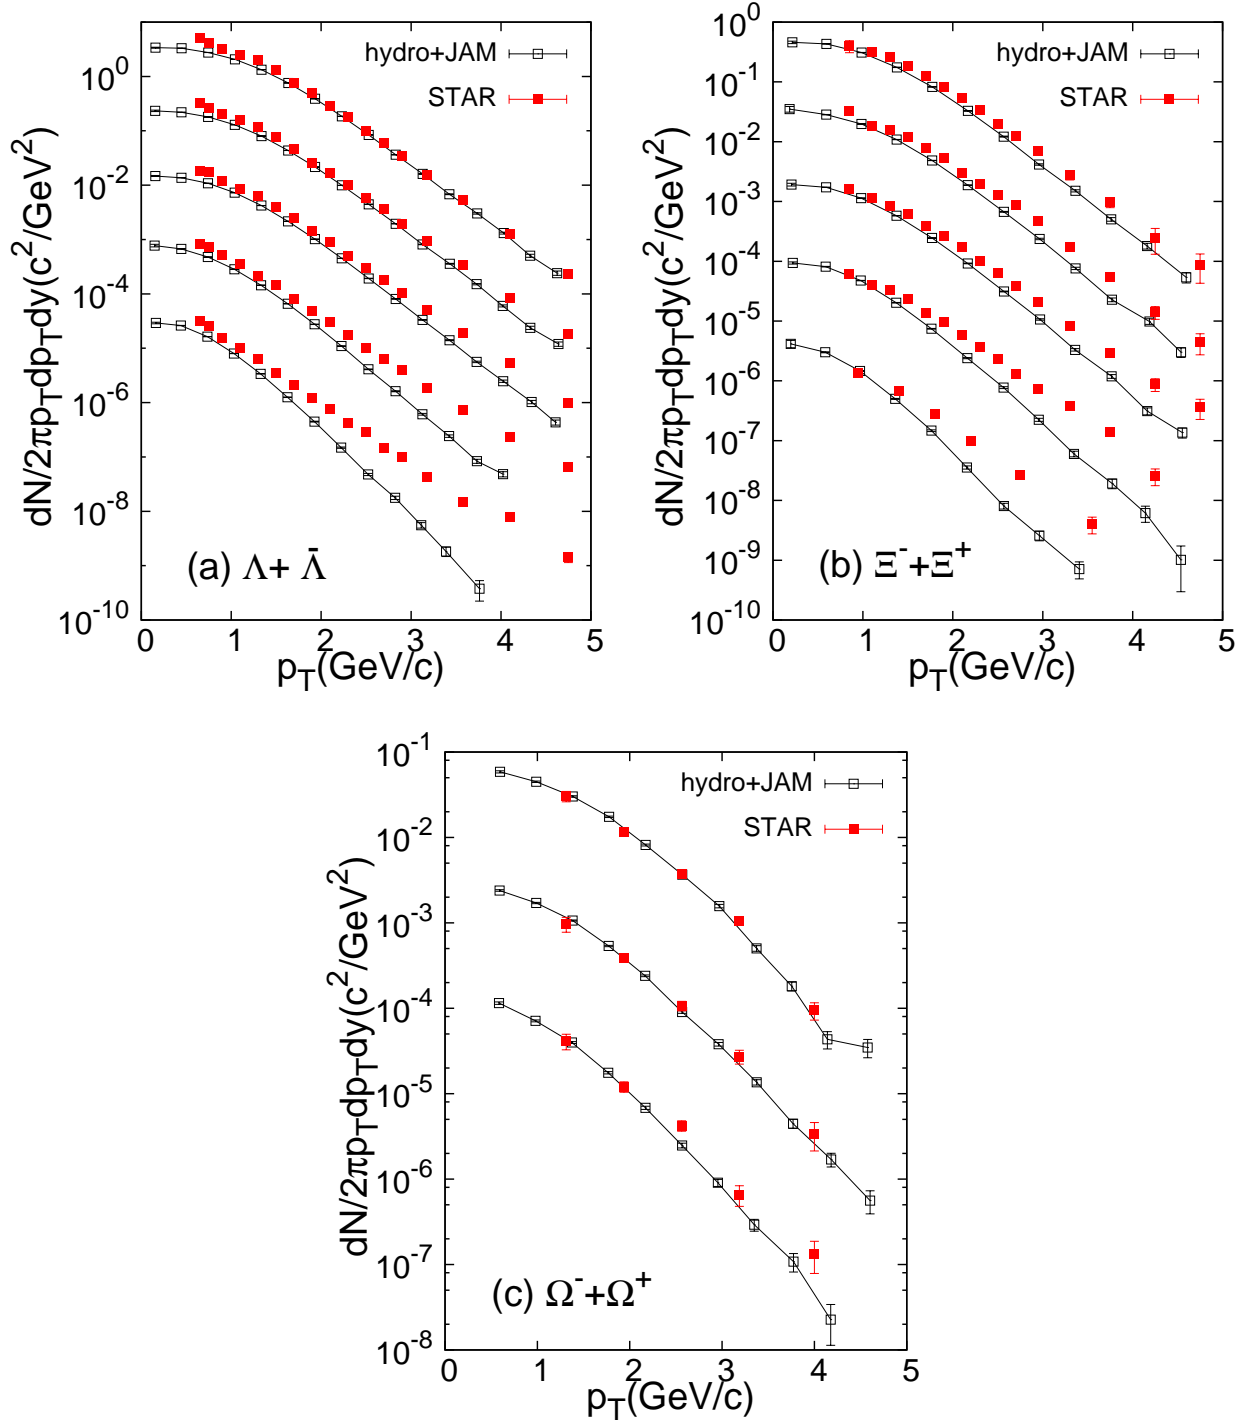 hydro+JAM
STAR
10^0
10^-2
10^-4
10^-6
10^-8
10^-10
dN/2πp_T dp_T dy(c^2/GeV^2)
(a) Λ+ Λ̄
0 1 2 3 4 5
p_T(GeV/c)
hydro+JAM
STAR
10^0
10^-1
10^-2
10^-3
10^-4
10^-5
10^-6
10^-7
10^-8
10^-9
10^-10
dN/2πp_T dp_T dy(c^2/GeV^2)
(b) Ξ^-+Ξ^+
0 1 2 3 4 5
p_T(GeV/c)
hydro+JAM
STAR
10^-1
10^-2
10^-3
10^-4
10^-5
10^-6
10^-7
10^-8
dN/2πp_T dp_T dy(c^2/GeV^2)
(c) Ω^-+Ω^+
0 1 2 3 4 5
p_T(GeV/c)